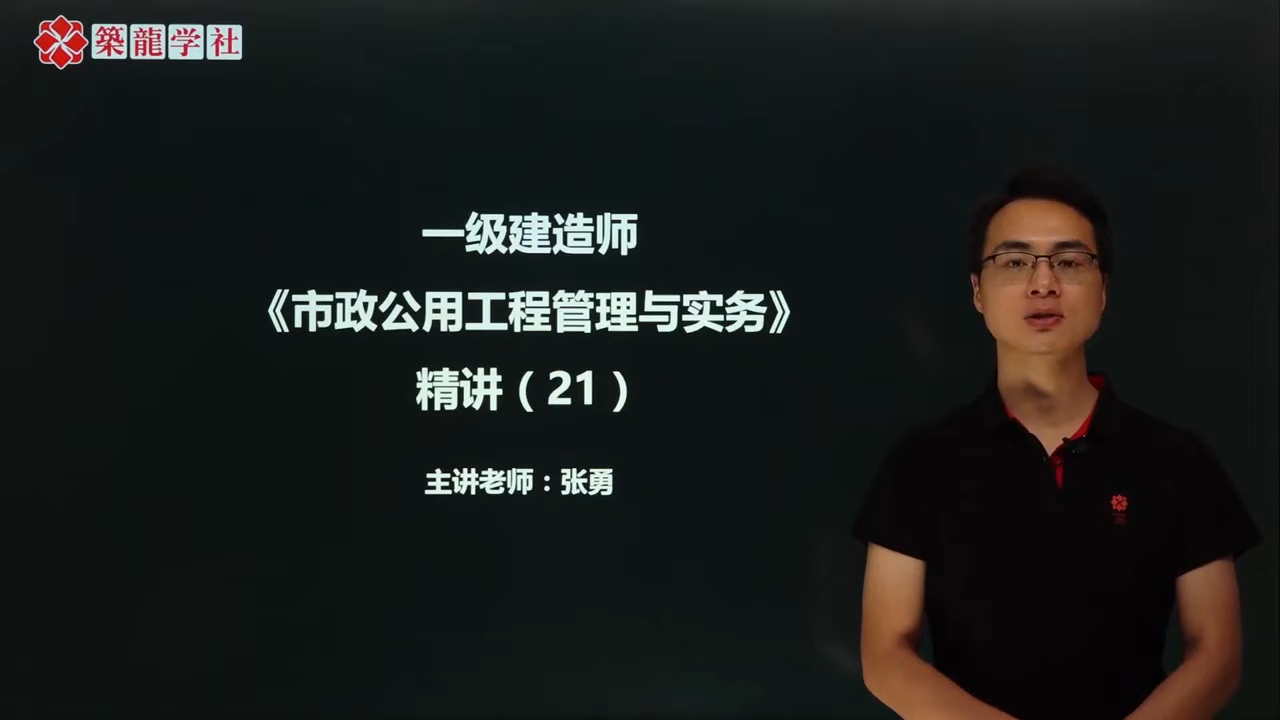 築龍学社
一级建造师
《市政公用工程管理与实务》
精讲（21）
主讲老师：张勇